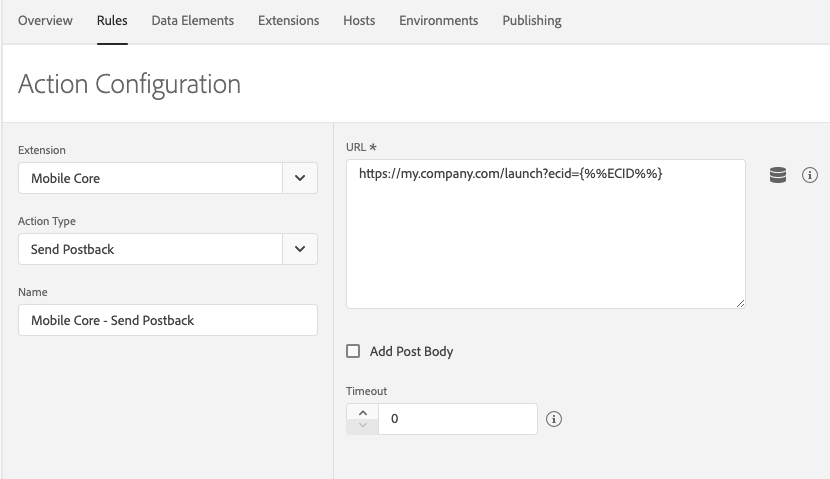 Overview Rules Data Elements Extensions Hosts Environments Publishing
Action Configuration
Extension
Mobile Core
Action Type
Send Postback
Name
Mobile Core - Send Postback
URL *
https://my.company.com/launch?ecid={%%ECID%%}
Add Post Body
Timeout
0